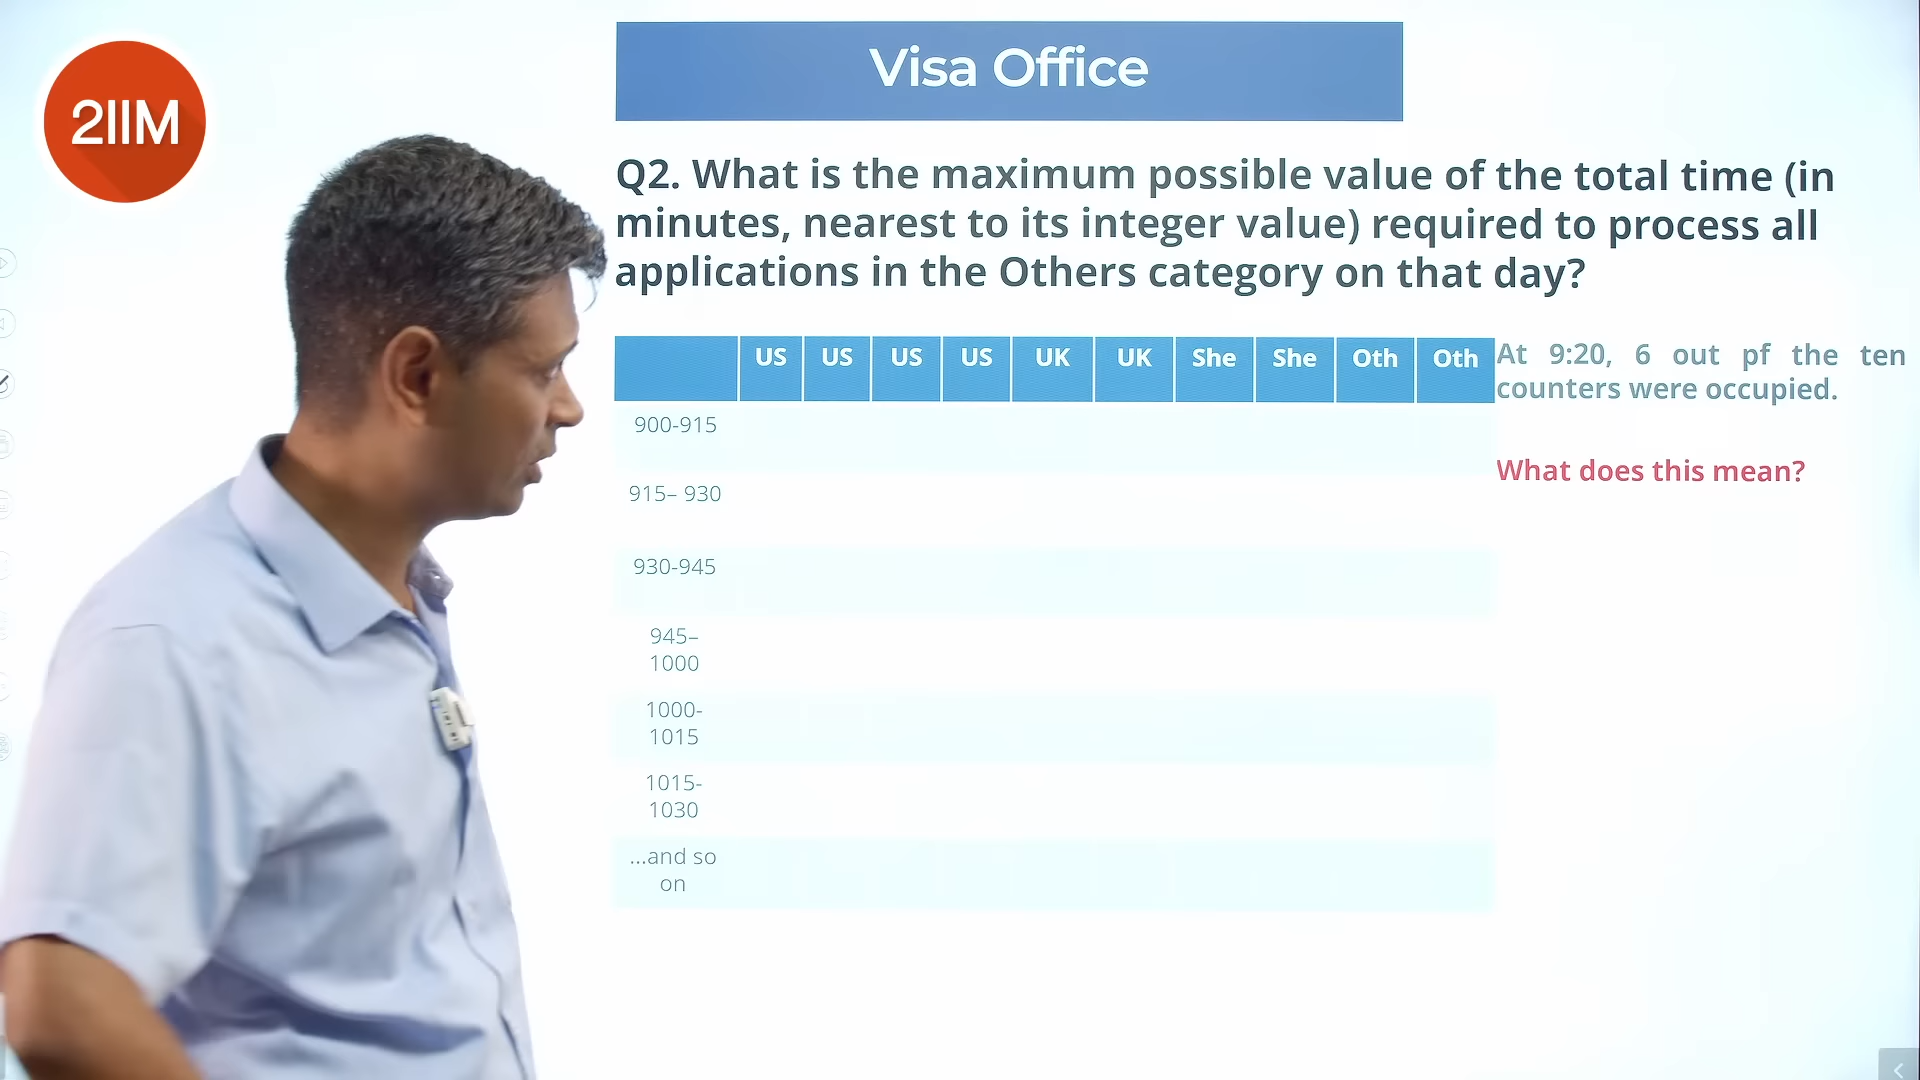 2IIM
Visa Office
Q2. What is the maximum possible value of the total time (in
minutes, nearest to its integer value) required to process all
applications in the Others category on that day?
US US US US UK UK She She Oth Oth
At 9:20, 6 out pf the ten
counters were occupied.
What does this mean?
900-915
915– 930
930-945
945–
1000
1000-
1015
1015-
1030
...and so
on